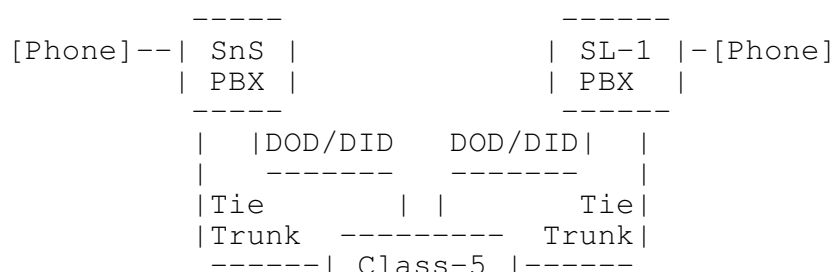 ----- ------
[Phone]--| SnS | | SL-1 |-[Phone]
| PBX | | PBX |
----- ------
| |DOD/DID DOD/DID| |
| ------- ------- |
|Tie | | Tie|
|Trunk --------- Trunk|
------| Class-5 |------